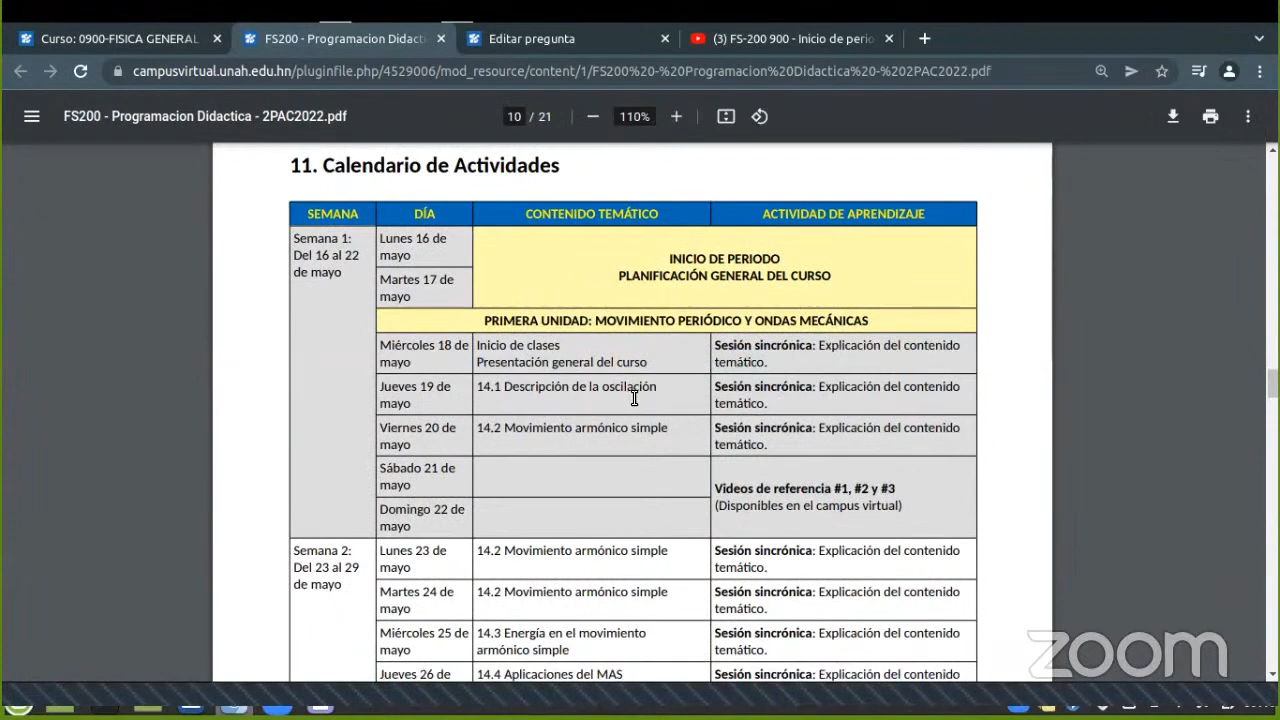 Curso: 0900-FISICA GENERAL
FS200 - Programacion Didacti
Editar pregunta
(3) FS-200 900 - Inicio de perio
campusvirtual.unah.edu.hn/pluginfile.php/4529006/mod_resource/content/1/FS200%20-%20Programacion%20Didactica%20-%202PAC2022.pdf
FS200 - Programacion Didactica - 2PAC2022.pdf
10 / 21
110%
11. Calendario de Actividades
SEMANA DÍA CONTENIDO TEMÁTICO ACTIVIDAD DE APRENDIZAJE
Semana 1:
Del 16 al 22
de mayo
Lunes 16 de
mayo
Martes 17 de
mayo
INICIO DE PERIODO
PLANIFICACIÓN GENERAL DEL CURSO
PRIMERA UNIDAD: MOVIMIENTO PERIÓDICO Y ONDAS MECÁNICAS
Miércoles 18 de
mayo
Inicio de clases
Presentación general del curso
Sesión sincrónica: Explicación del contenido
temático.
Jueves 19 de
mayo
14.1 Descripción de la oscilación
Sesión sincrónica: Explicación del contenido
temático.
Viernes 20 de
mayo
14.2 Movimiento armónico simple
Sesión sincrónica: Explicación del contenido
temático.
Sábado 21 de
mayo
Domingo 22 de
mayo
Videos de referencia #1, #2 y #3
(Disponibles en el campus virtual)
Semana 2:
Del 23 al 29
de mayo
Lunes 23 de
mayo
14.2 Movimiento armónico simple
Sesión sincrónica: Explicación del contenido
temático.
Martes 24 de
mayo
14.2 Movimiento armónico simple
Sesión sincrónica: Explicación del contenido
temático.
Miércoles 25 de
mayo
14.3 Energía en el movimiento
armónico simple
Sesión sincrónica: Explicación del contenido
temático.
Jueves 26 de
14.4 Aplicaciones del MAS
Sesión sincrónica: Explicación del contenido
zoom